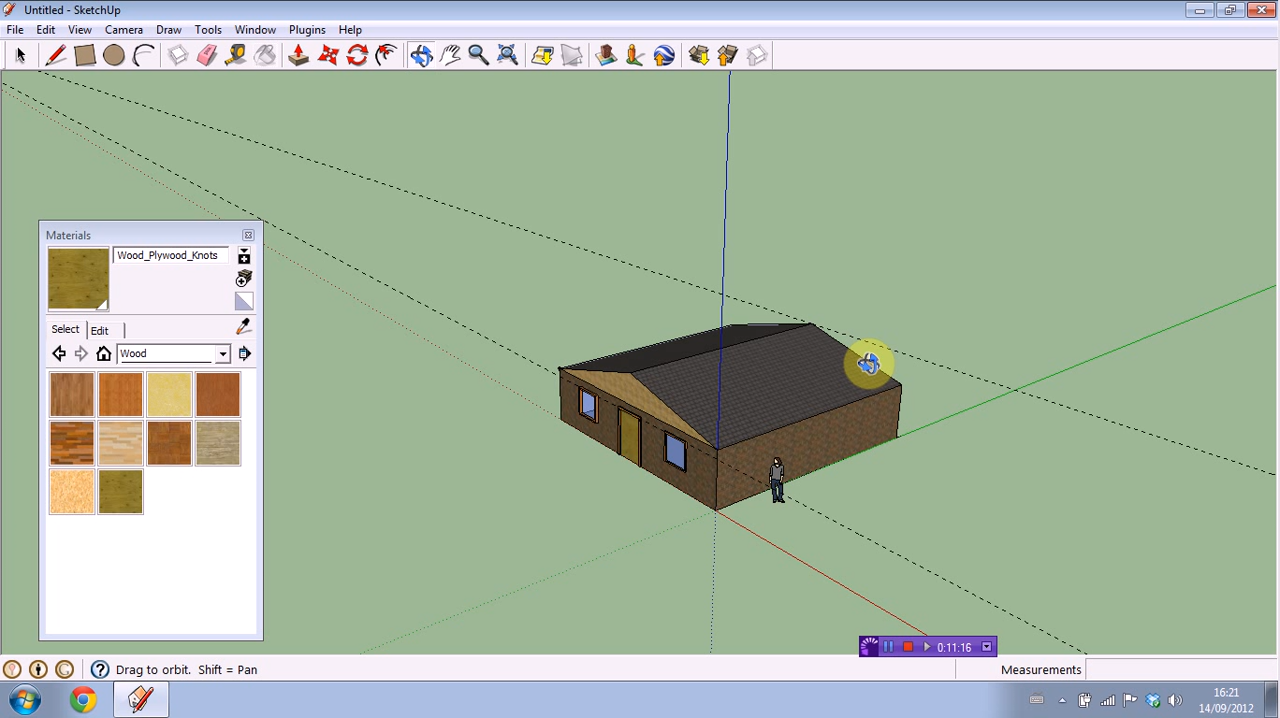 Untitled - SketchUp
File Edit View Camera Draw Tools Window Plugins Help
Materials
Wood_Plywood_Knots
Select Edit
Wood
0:11:16
Drag to orbit. Shift = Pan
Measurements
16:21
14/09/2012